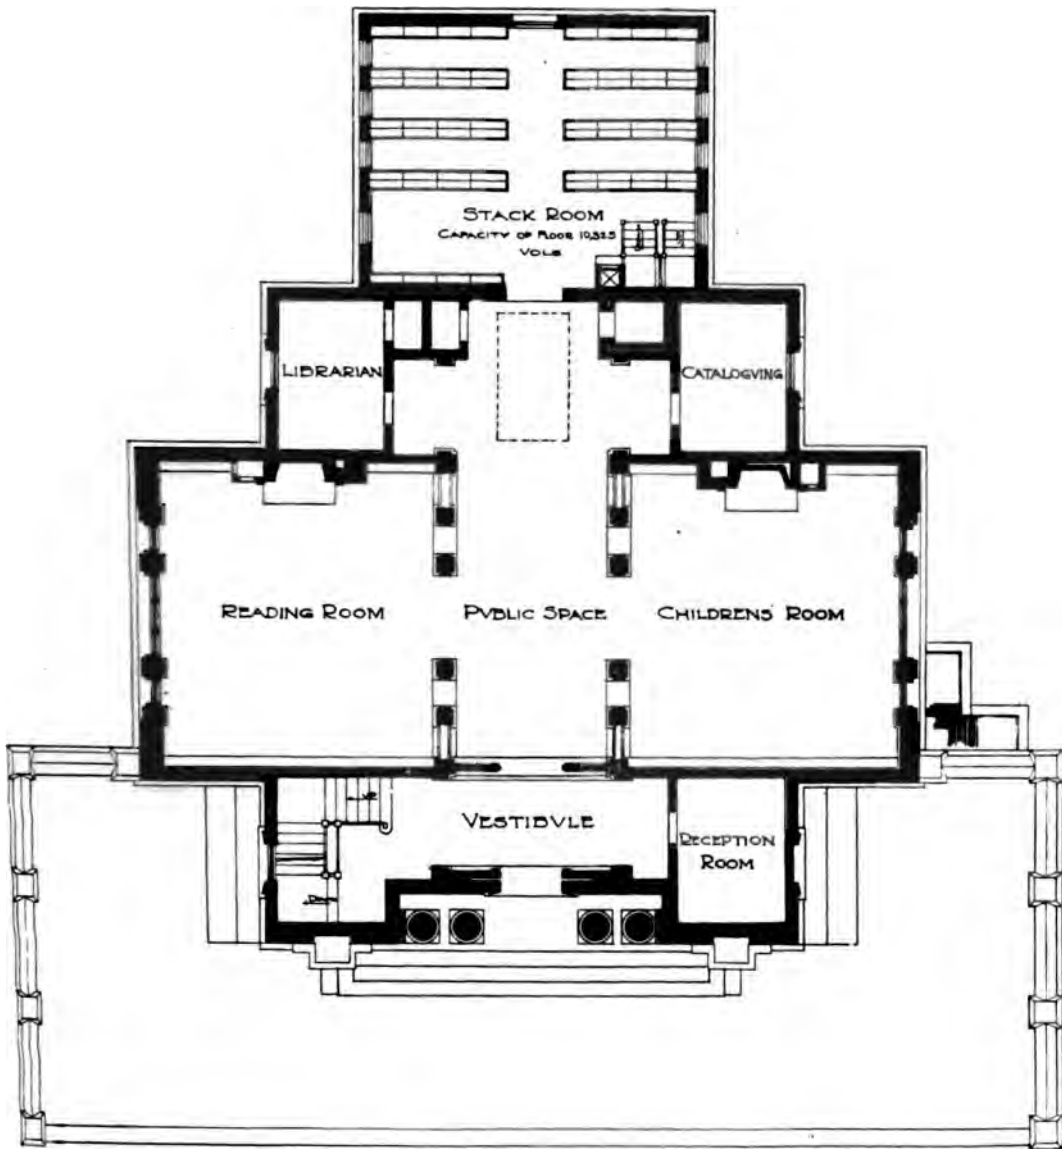 STACK ROOM
CAPACITY OF FLOOR 10,325
VOLS
LIBRARIAN
CATALOGVING
READING ROOM
PVBLIC SPACE
CHILDRENS' ROOM
VESTIBVLE
RECEPTION
ROOM